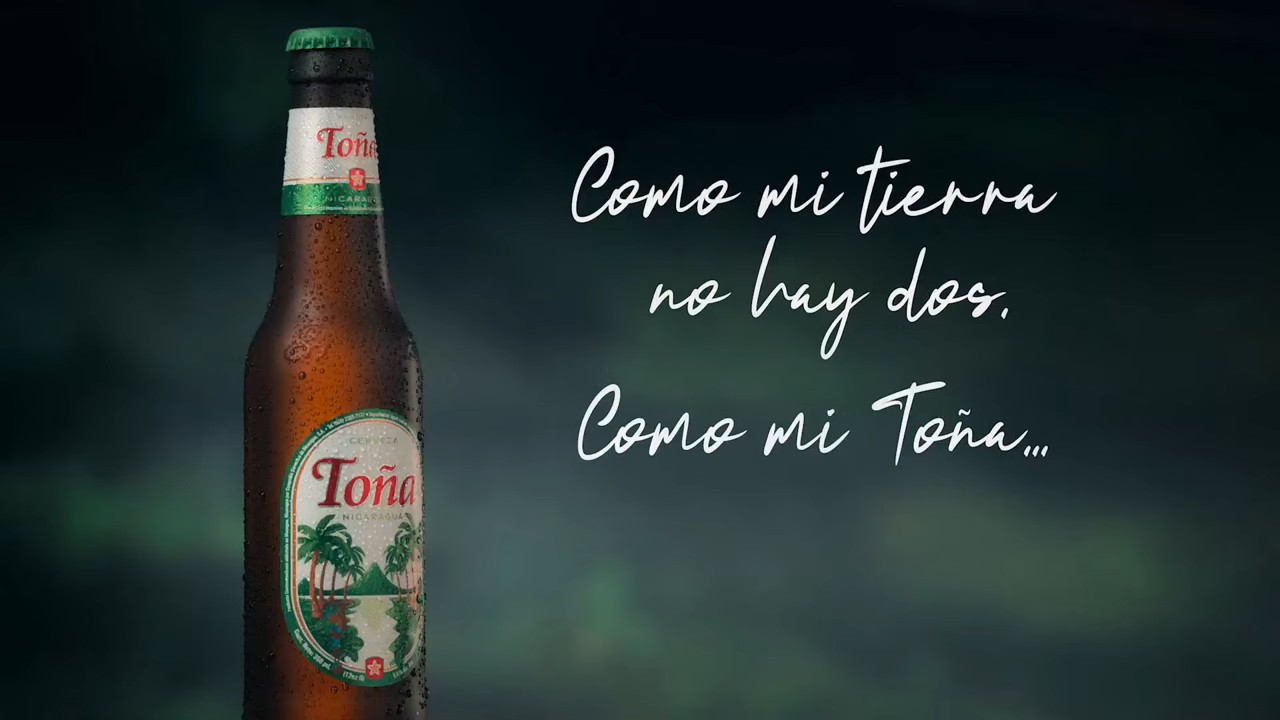 Toña
NICARAGUA
Como mi tierra
no hay dos,
Como mi Toña...
CERVEZA
Toña
NICARAGUA